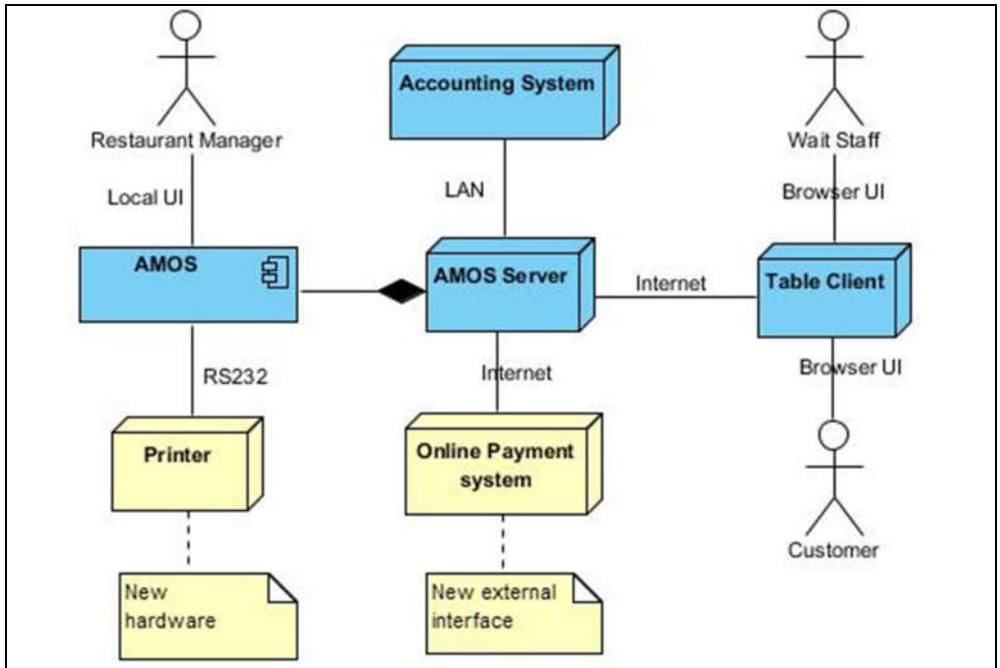 Accounting System
Restaurant Manager
Wait Staff
Local UI
LAN
Browser UI
AMOS
AMOS Server
Internet
Table Client
RS232
Internet
Browser UI
Printer
Online Payment
system
Customer
New
hardware
New external
interface